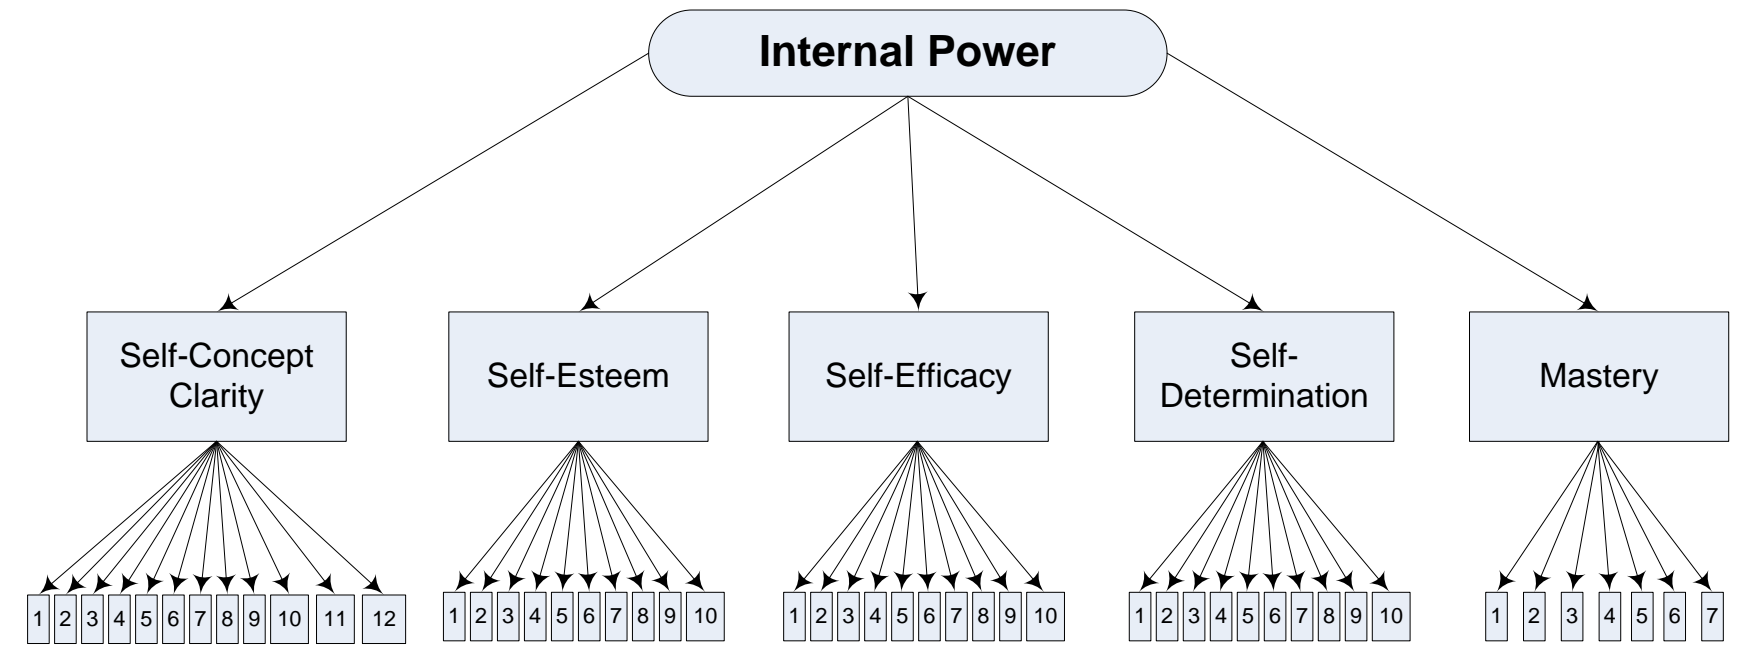 Internal Power
Self-Concept
Clarity
Self-Esteem
Self-Efficacy
Self-
Determination
Mastery
1 2 3 4 5 6 7 8 9 10 11 12
1 2 3 4 5 6 7 8 9 10
1 2 3 4 5 6 7 8 9 10
1 2 3 4 5 6 7 8 9 10
1 2 3 4 5 6 7